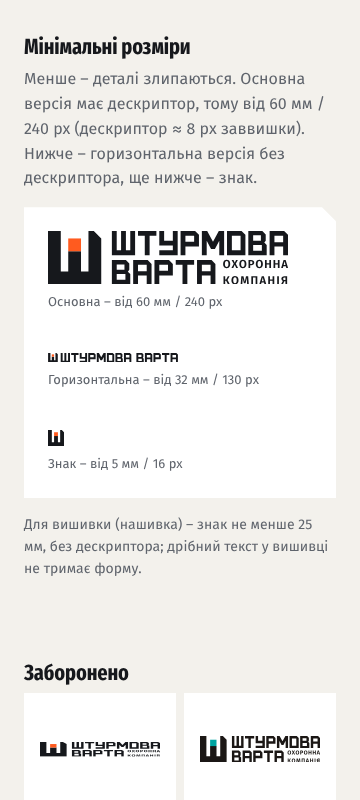 Мінімальні розміри
Менше – деталі злипаються. Основна
версія має дескриптор, тому від 60 мм /
240 px (дескриптор ≈ 8 px заввишки).
Нижче – горизонтальна версія без
дескриптора, ще нижче – знак.
ШТУРМОВА
ВАРТА ОХОРОННА
КОМПАНІЯ
Основна – від 60 мм / 240 px
ШТУРМОВА ВАРТА
Горизонтальна – від 32 мм / 130 px
Знак – від 5 мм / 16 px
Для вишивки (нашивка) – знак не менше 25
мм, без дескриптора; дрібний текст у вишивці
не тримає форму.
Заборонено
ШТУРМОВА
ВАРТА ОХОРОННА
КОМПАНІЯ
ШТУРМОВА
ВАРТА ОХОРОННА
КОМПАНІЯ